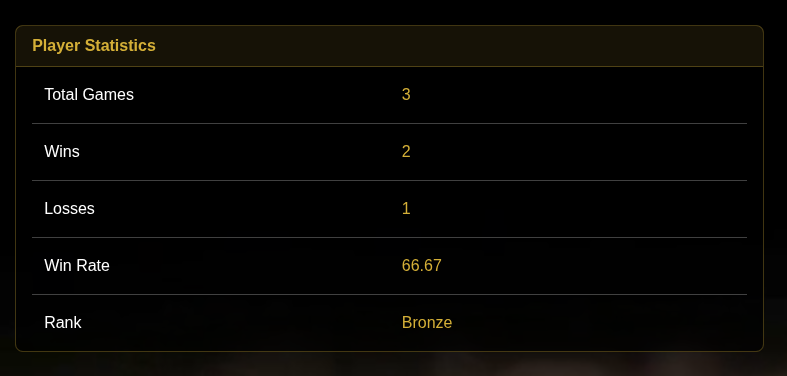 Player Statistics
Total Games 3
Wins 2
Losses 1
Win Rate 66.67
Rank Bronze